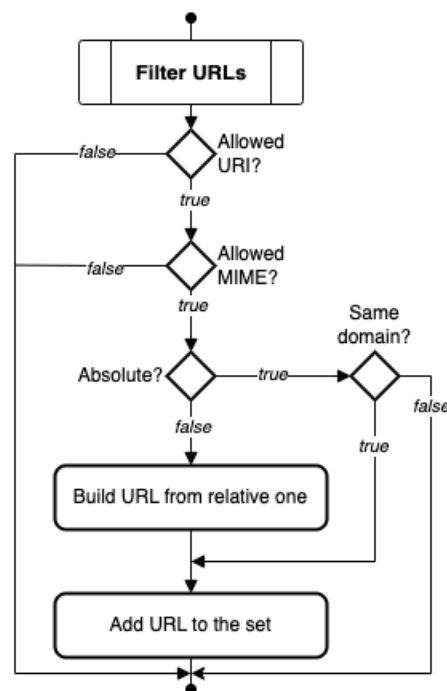 Filter URLs
Allowed
URI?
false
true
Allowed
MIME?
false
true
Same
domain?
Absolute?
true
false
false
true
Build URL from relative one
Add URL to the set